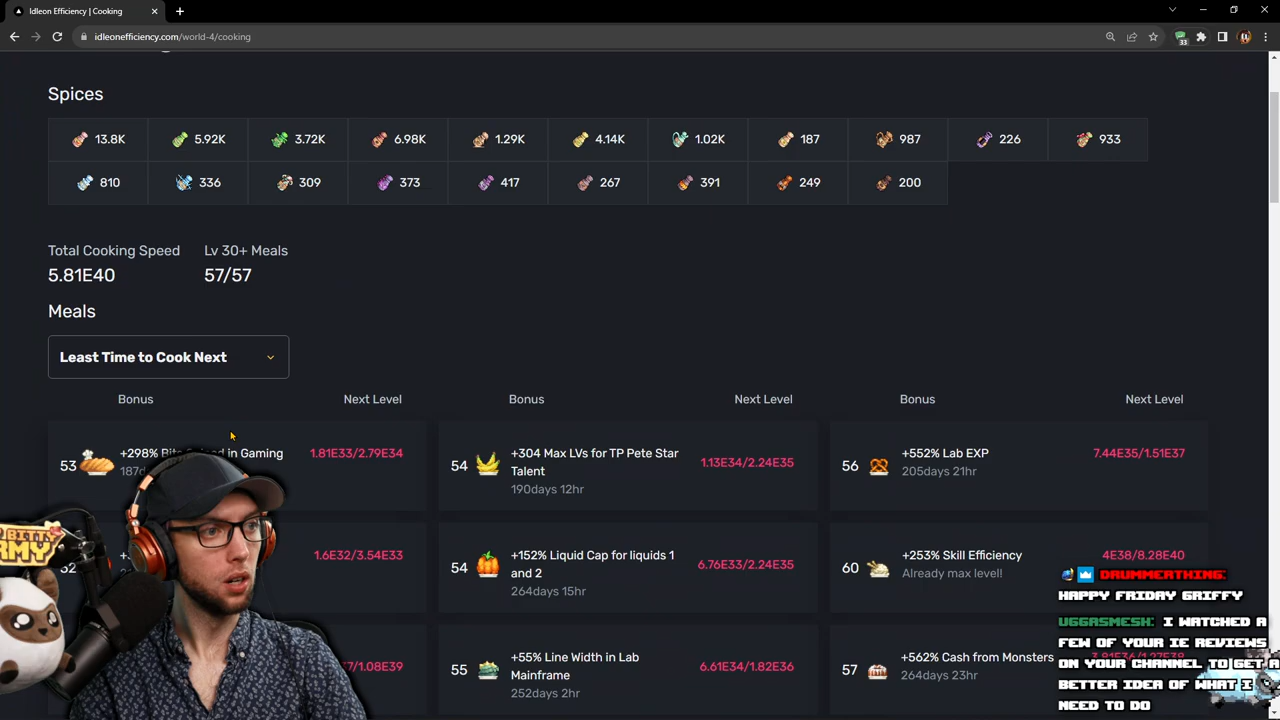 Idleon Efficiency | Cooking
idleonefficiency.com/world-4/cooking
33
Spices
13.8K 5.92K 3.72K 6.98K 1.29K 4.14K 1.02K 187 987 226 933
810 336 309 373 417 267 391 249 200
Total Cooking Speed Lv 30+ Meals
5.81E40 57/57
Meals
Least Time to Cook Next
Bonus Next Level Bonus Next Level Bonus Next Level
53 +298% Bits in Gaming 1.81E33/2.79E34
187d
54 +304 Max LVs for TP Pete Star
Talent
190days 12hr
1.13E34/2.24E35
56 +552% Lab EXP 7.44E35/1.51E37
205days 21hr
1.6E32/3.54E33
54 +152% Liquid Cap for liquids 1
and 2
264days 15hr
6.76E33/2.24E35
60 +253% Skill Efficiency 4E38/8.28E40
Already max level!
/1.08E39
55 +55% Line Width in Lab
Mainframe
252days 2hr
6.61E34/1.82E36
57 +562% Cash from Monsters
264days 23hr
BITTY
ARMY
DRUMMERTHING:
HAPPY FRIDAY GRIFFY
UGGASMESH: I WATCHED A
FEW OF YOUR IE REVIEWS
ON YOUR CHANNEL TO GET A
BETTER IDEA OF WHAT I
NEED TO DO